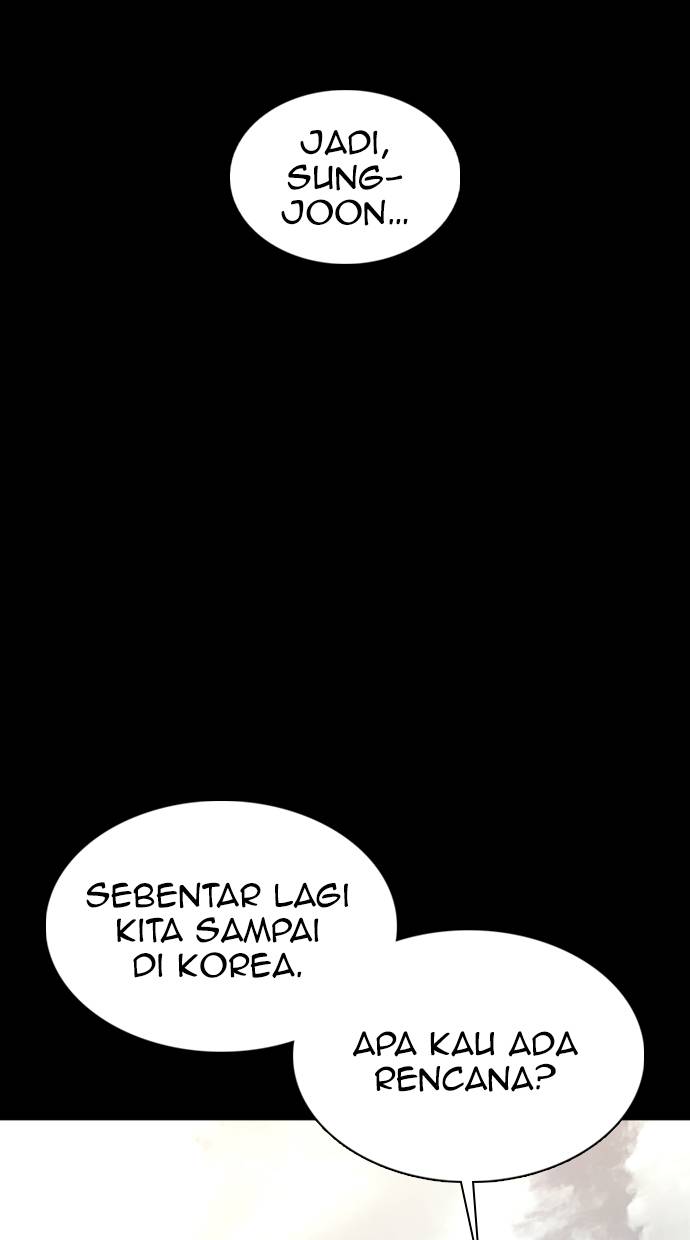 JADI,
SUNG-
JOON...
SEBENTAR LAGI
KITA SAMPAI
DI KOREA.
APA KAU ADA
RENCANA?